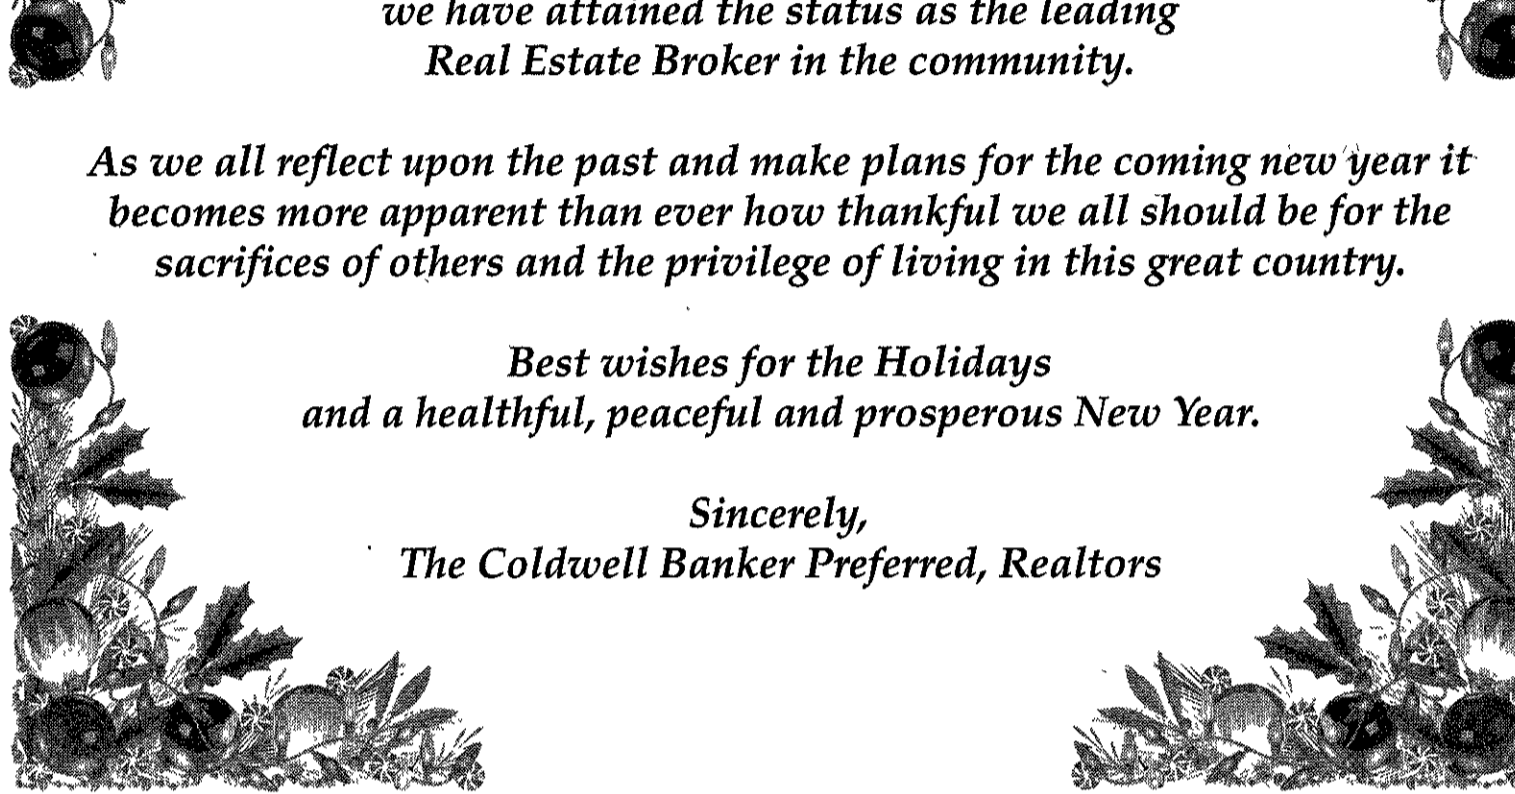 we have attained the status as the leading
Real Estate Broker in the community.
As we all reflect upon the past and make plans for the coming new year it
becomes more apparent than ever how thankful we all should be for the
sacrifices of others and the privilege of living in this great country.
Best wishes for the Holidays
and a healthful, peaceful and prosperous New Year.
Sincerely,
The Coldwell Banker Preferred, Realtors